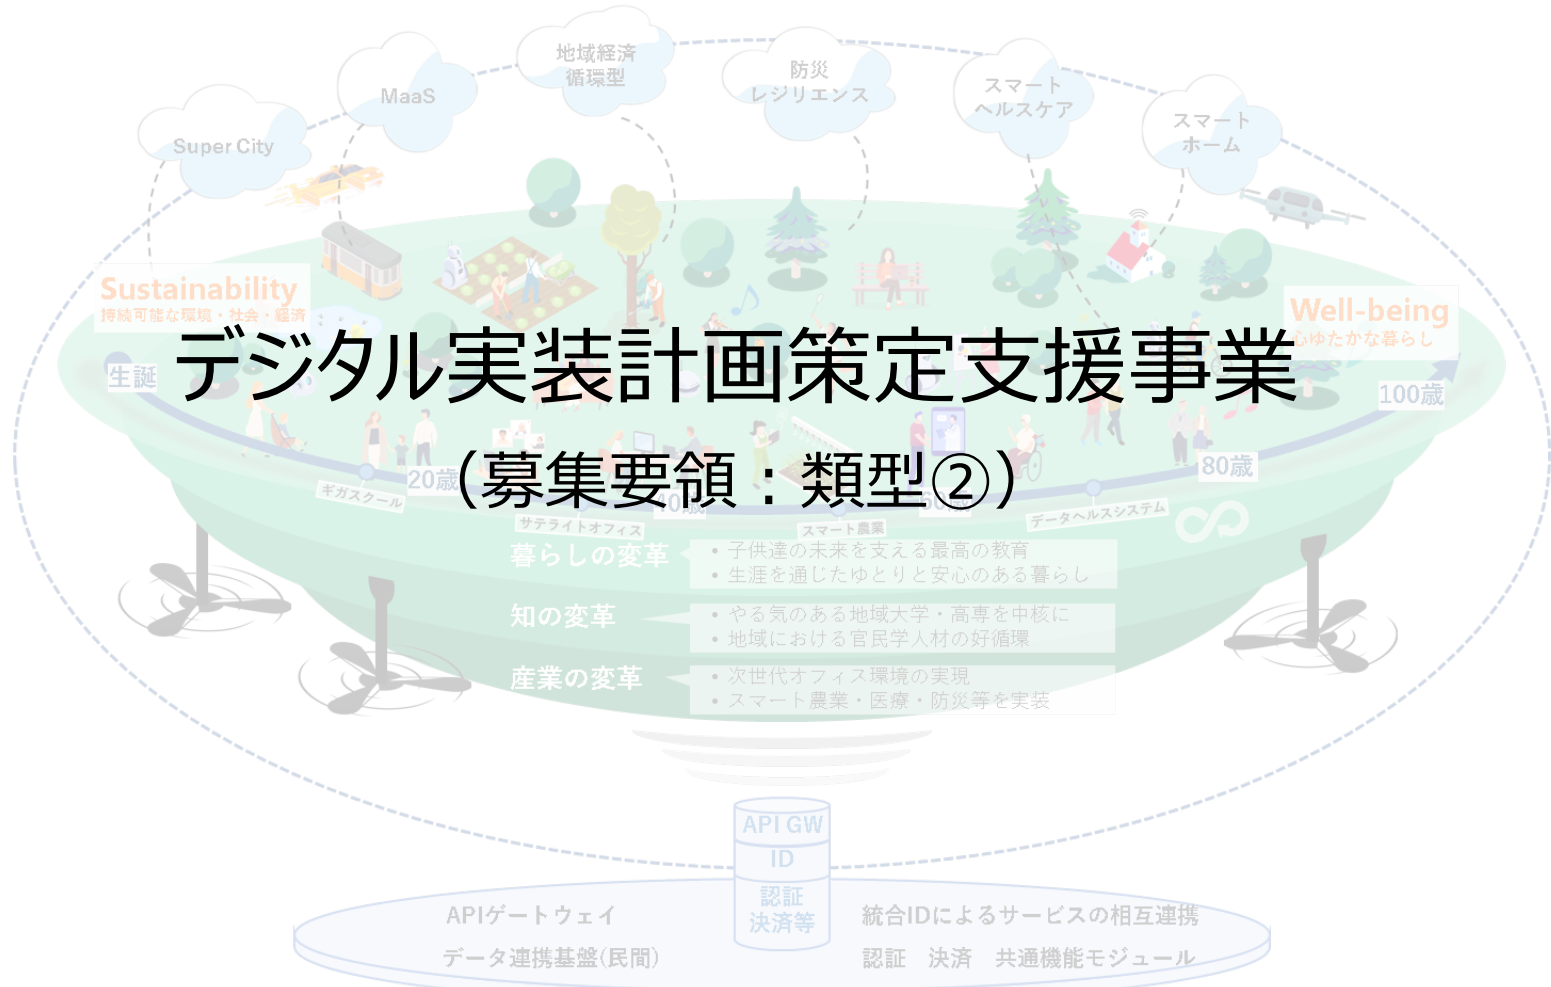 地域経済
循環型
防災
レジリエンス
スマート
ヘルスケア
MaaS
スマート
ホーム
Super City
Sustainability
持続可能な環境・社会・経済
Well-being
心ゆたかな暮らし
デジタル実装計画策定支援事業
生誕
100歳
（募集要領：類型②）
20歳
40歳
60歳
80歳
ギガスクール
サテライトオフィス
スマート農業
データヘルスシステム
暮らしの変革
• 子供達の未来を支える最高の教育
• 生涯を通じたゆとりと安心のある暮らし
知の変革
• やる気のある地域大学・高専を中核に
• 地域における官民学人材の好循環
産業の変革
• 次世代オフィス環境の実現
• スマート農業・医療・防災等を実装
API GW
ID
認証
決済等
APIゲートウェイ
統合IDによるサービスの相互連携
データ連携基盤(民間)
認証　決済　共通機能モジュール